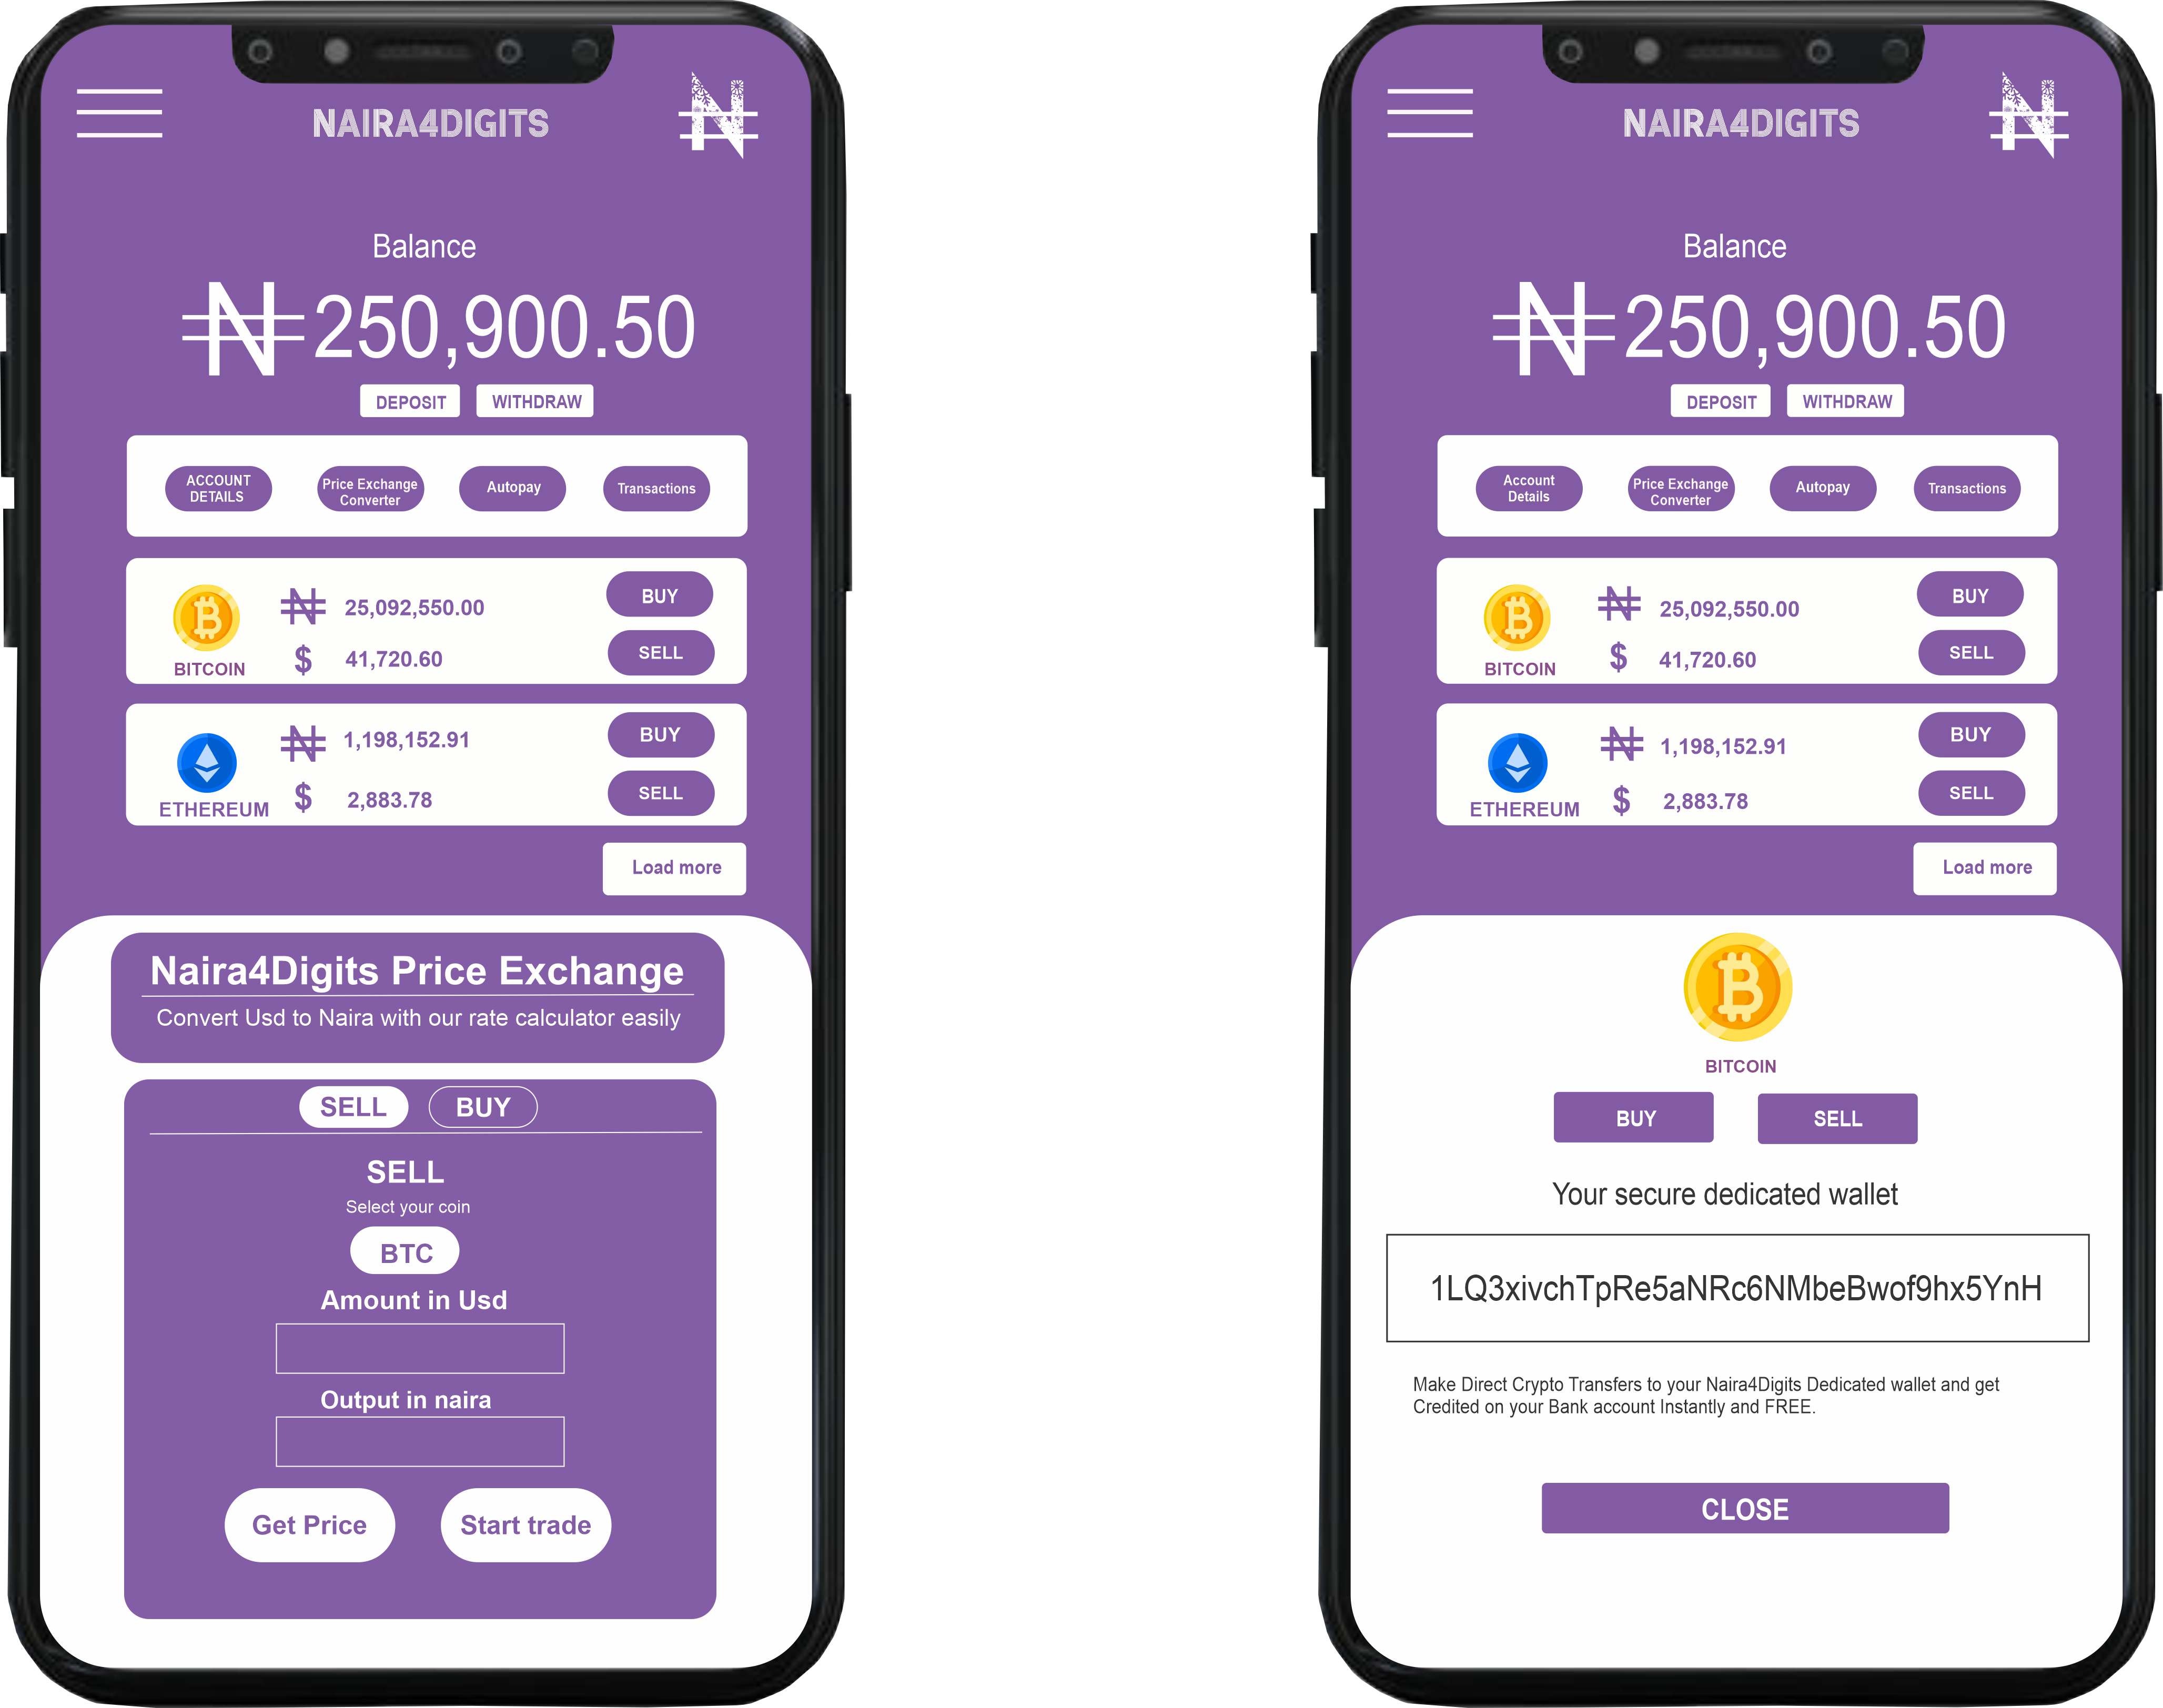 NAIRA4DIGITS
Balance
₦250,900.50
DEPOSIT WITHDRAW
ACCOUNT
DETAILS
Price Exchange
Converter
Autopay
Transactions
₦ 25,092,550.00
BUY
$ 41,720.60
SELL
BITCOIN
₦ 1,198,152.91
BUY
$ 2,883.78
SELL
ETHEREUM
Load more
Naira4Digits Price Exchange
Convert Usd to Naira with our rate calculator easily
SELL BUY
SELL
Select your coin
BTC
Amount in Usd
Output in naira
Get Price Start trade
NAIRA4DIGITS
Balance
₦250,900.50
DEPOSIT WITHDRAW
Account
Details
Price Exchange
Converter
Autopay
Transactions
₦ 25,092,550.00
BUY
$ 41,720.60
SELL
BITCOIN
₦ 1,198,152.91
BUY
$ 2,883.78
SELL
ETHEREUM
Load more
BITCOIN
BUY SELL
Your secure dedicated wallet
1LQ3xivchTpRe5aNRc6NMbeBwof9hx5YnH
Make Direct Crypto Transfers to your Naira4Digits Dedicated wallet and get
Credited on your Bank account Instantly and FREE.
CLOSE